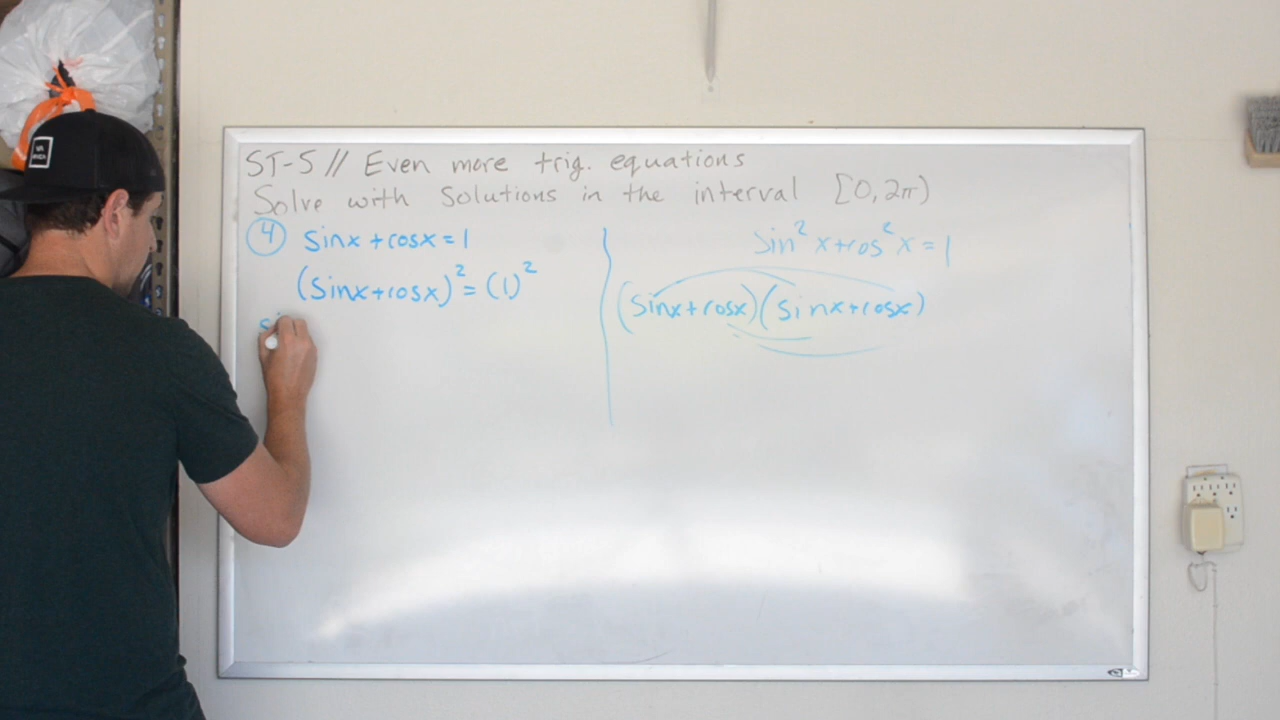 ST-5 // Even more trig. equations
Solve with Solutions in the interval [0, 2π)
4 sinx + cosx = 1
(sinx+cosx)² = (1)²
si
sin²x + cos²x = 1
(sinx+cosx)(sinx+cosx)